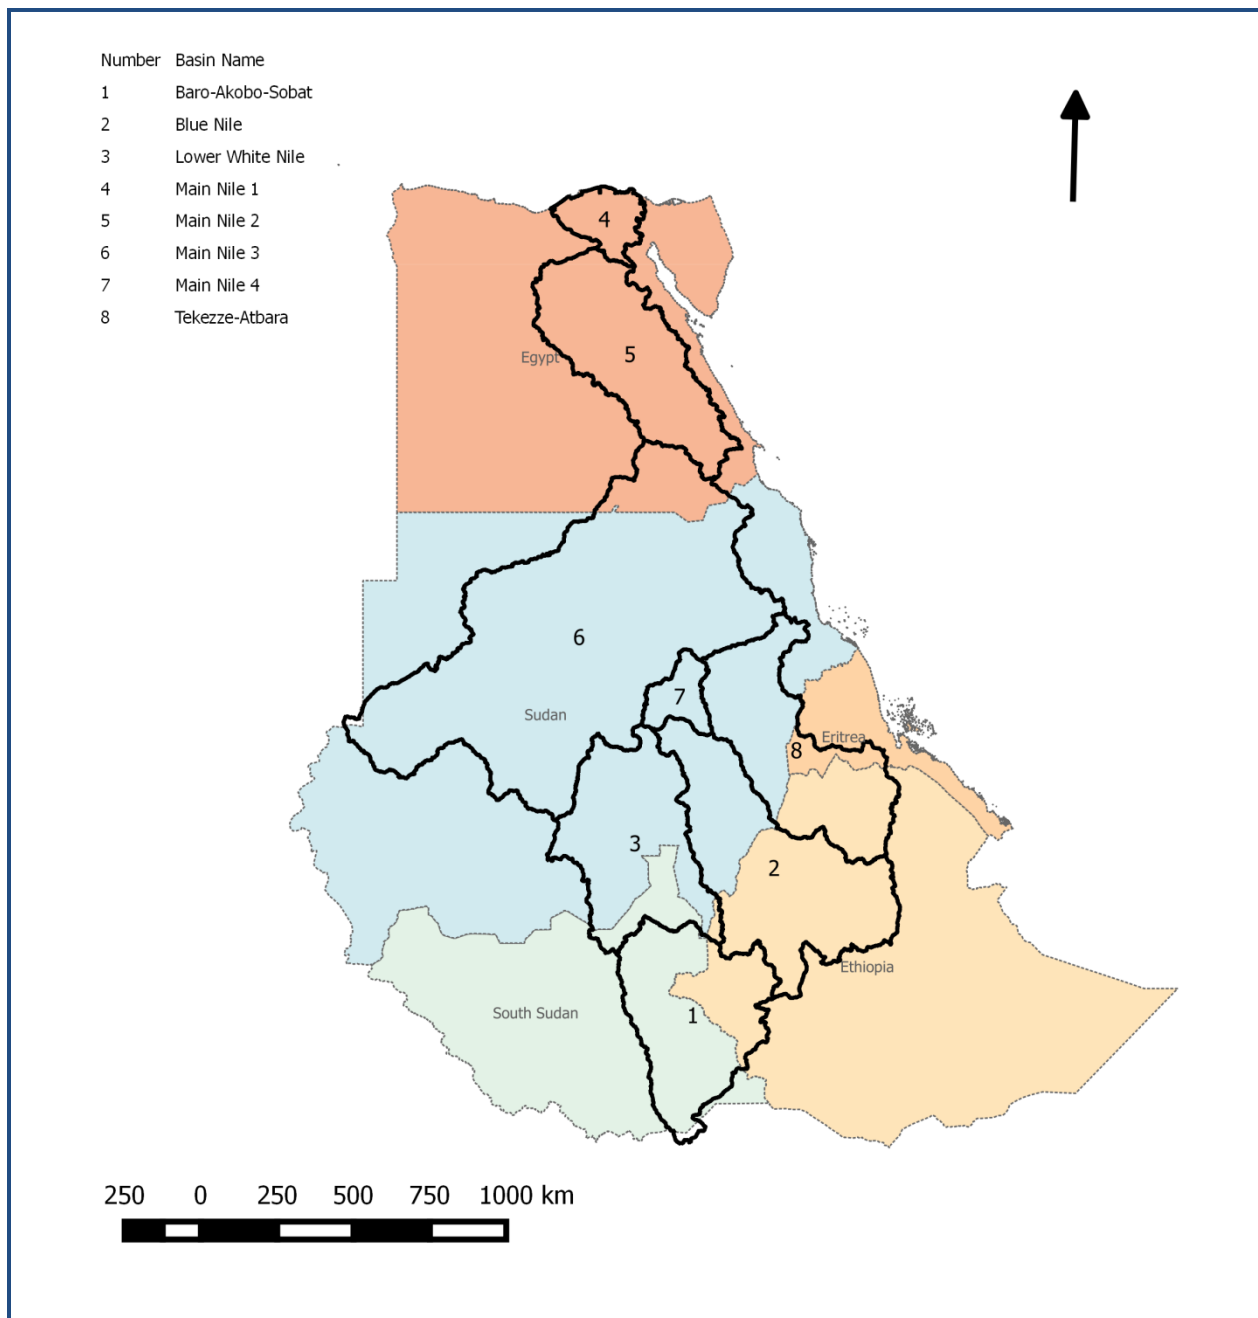 Number Basin Name
1 Baro-Akobo-Sobat
2 Blue Nile
3 Lower White Nile
4 Main Nile 1
5 Main Nile 2
6 Main Nile 3
7 Main Nile 4
8 Tekezze-Atbara
4
Egypt 5
6
7
Sudan
Eritrea
8
3
2
Ethiopia
South Sudan 1
250 0 250 500 750 1000 km